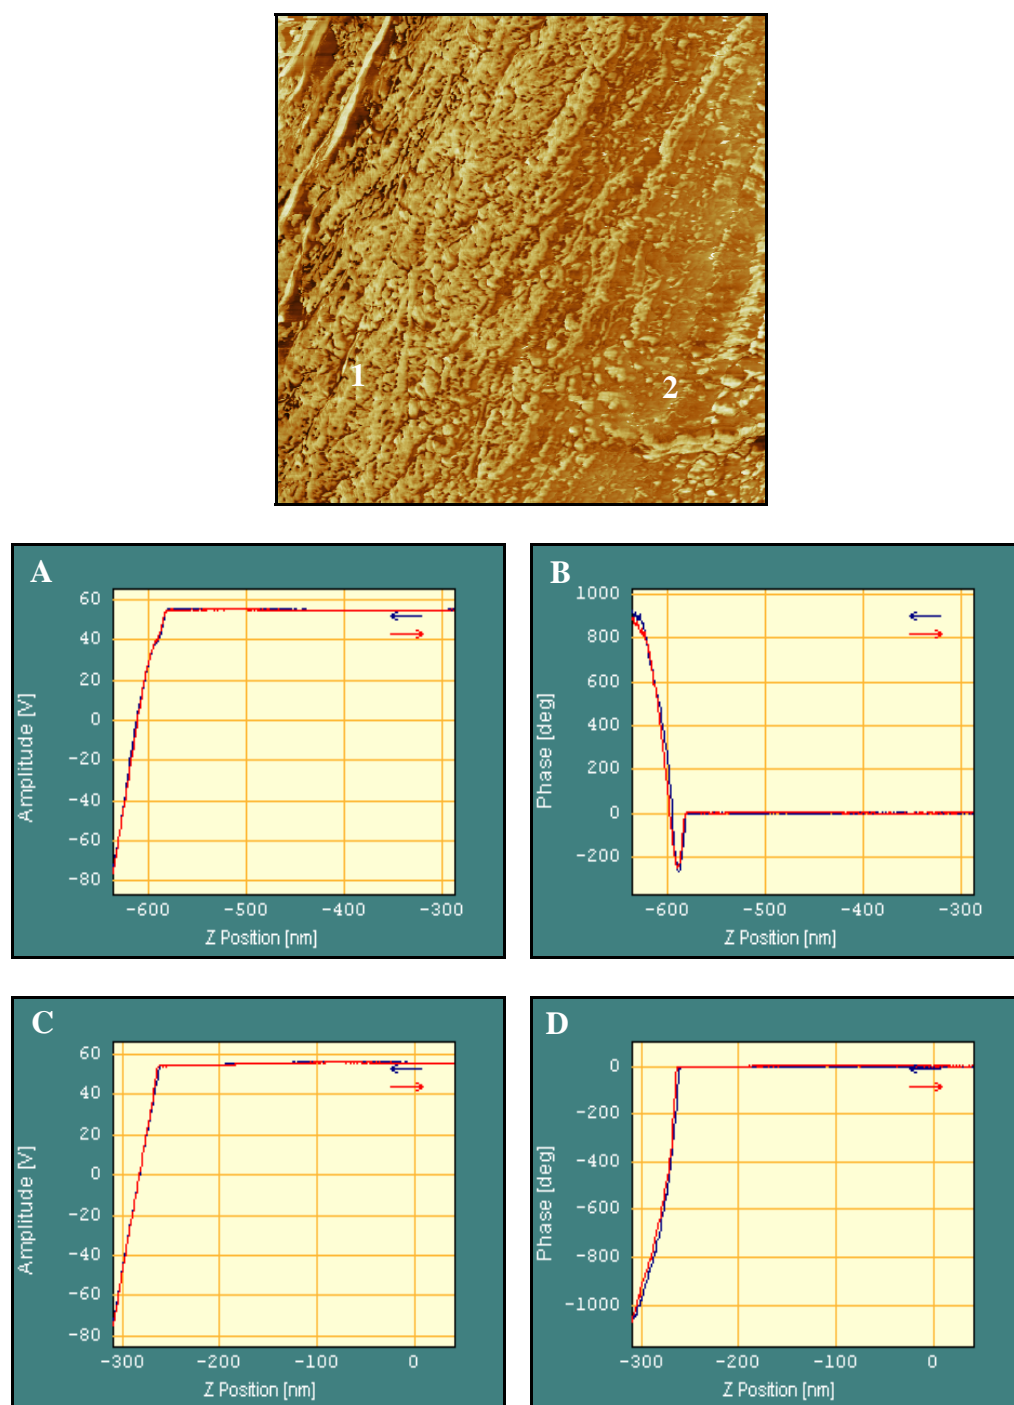 1
2
A
60
40
20
0
-20
-40
-60
-80
Amplitude [V]
-600 -500 -400 -300
Z Position [nm]
B
1000
800
600
400
200
0
-200
Phase [deg]
-600 -500 -400 -300
Z Position [nm]
C
60
40
20
0
-20
-40
-60
-80
Amplitude [V]
-300 -200 -100 0
Z Position [nm]
D
0
-200
-400
-600
-800
-1000
Phase [deg]
-300 -200 -100 0
Z Position [nm]